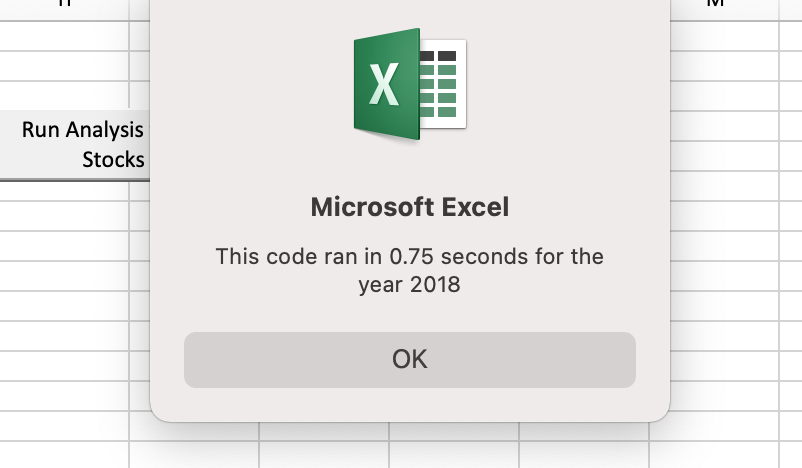 Run Analysis
Stocks
X
Microsoft Excel
This code ran in 0.75 seconds for the
year 2018
OK